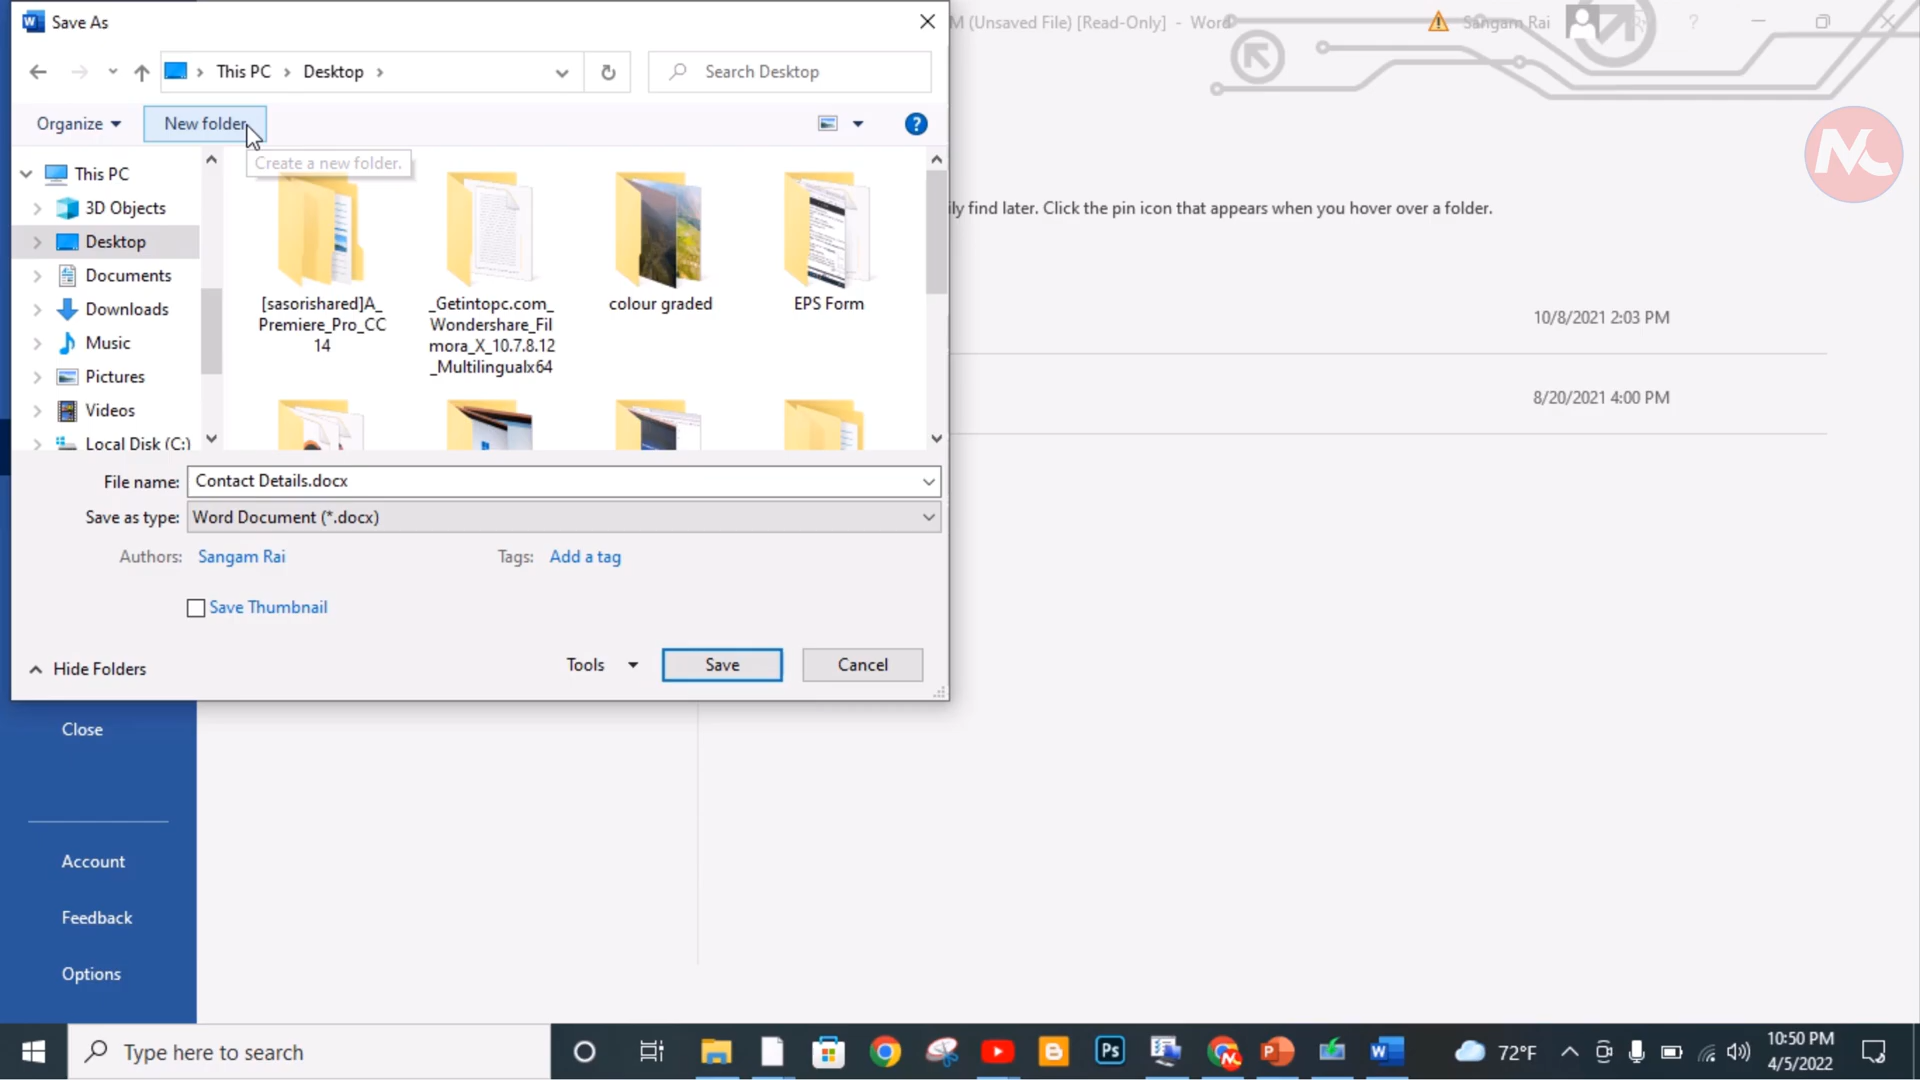 Save As
M (Unsaved File) [Read-Only] - Word
Sangam Rai
?
This PC
Desktop
Search Desktop
Organize
New folder
?
Create a new folder.
This PC
3D Objects
Desktop
Documents
Downloads
Music
Pictures
Videos
Local Disk (C:)
[sasorishared]A_
Premiere_Pro_CC
14
_Getintopc.com_
Wondershare_Fil
mora_X_10.7.8.12
_Multilingualx64
colour graded
EPS Form
ily find later. Click the pin icon that appears when you hover over a folder.
10/8/2021 2:03 PM
8/20/2021 4:00 PM
File name:
Contact Details.docx
Save as type:
Word Document (*.docx)
Authors:
Sangam Rai
Tags:
Add a tag
Save Thumbnail
Hide Folders
Tools
Save
Cancel
Close
Account
Feedback
Options
Type here to search
Ps
72°F
10:50 PM
4/5/2022